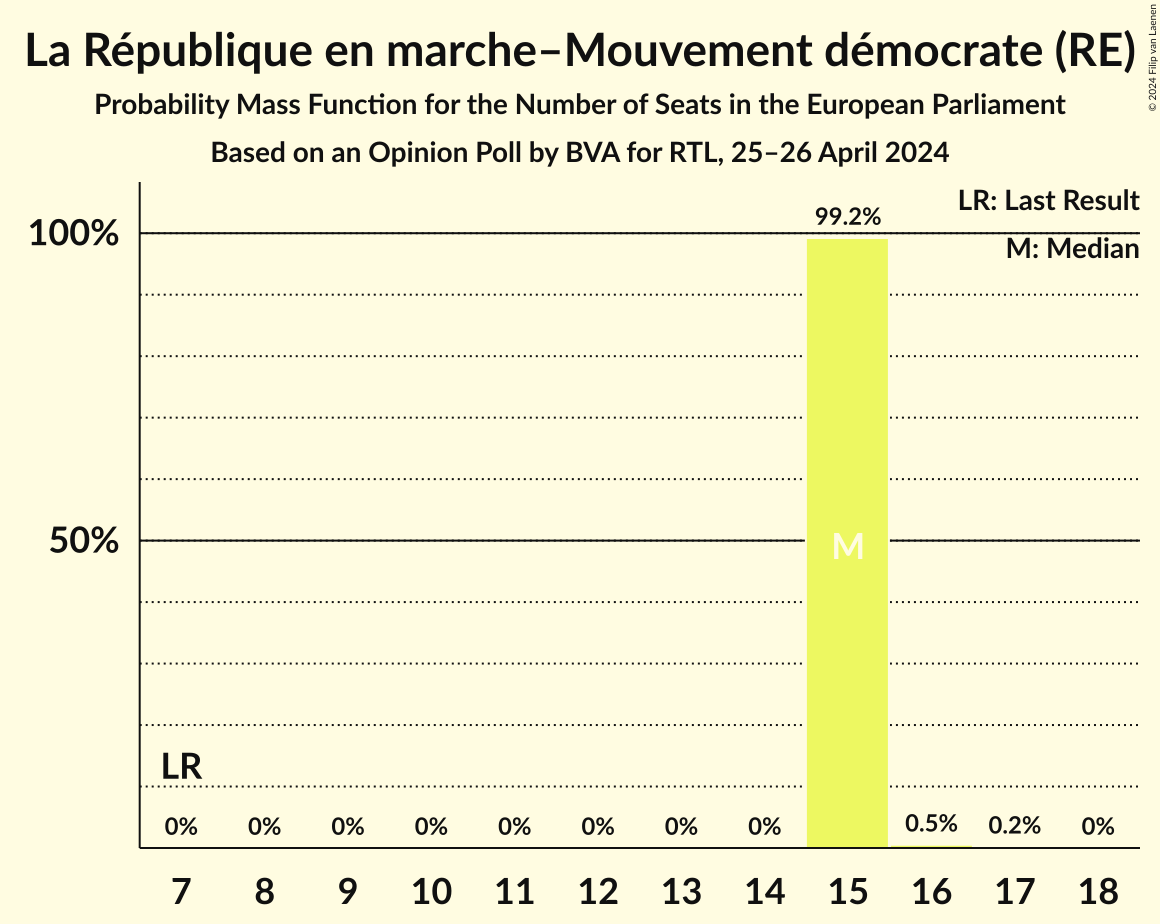 La République en marche–Mouvement démocrate (RE)
Probability Mass Function for the Number of Seats in the European Parliament
Based on an Opinion Poll by BVA for RTL, 25–26 April 2024
© 2024 Filip van Laenen
LR: Last Result
M: Median
100%
50%
99.2%
M
LR
0% 0% 0% 0% 0% 0% 0% 0% 0.5% 0.2% 0%
7 8 9 10 11 12 13 14 15 16 17 18